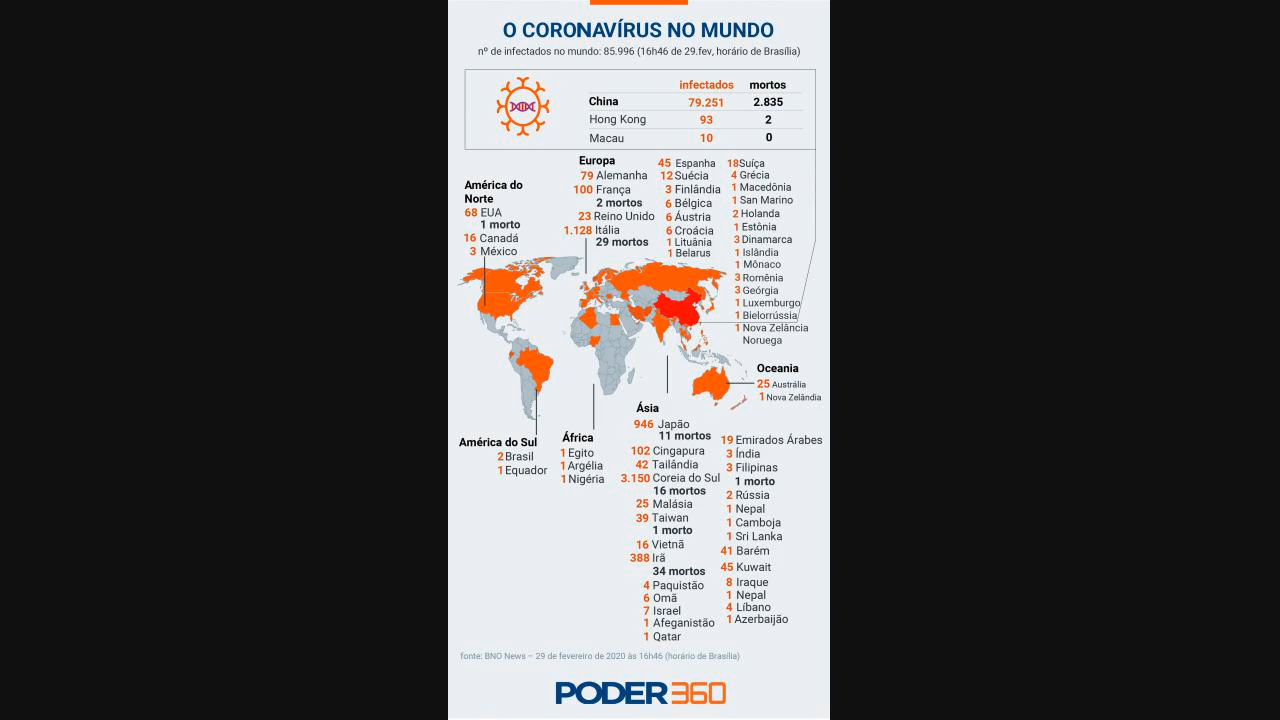 O CORONAVÍRUS NO MUNDO
nº de infectados no mundo: 85.996 (16h46 de 29.fev, horário de Brasília)
infectados mortos
China 79.251 2.835
Hong Kong 93 2
Macau 10 0
América do
Norte
68 EUA
1 morto
16 Canadá
3 México
Europa
79 Alemanha
100 França
2 mortos
23 Reino Unido
1.128 Itália
29 mortos
45 Espanha
12 Suécia
3 Finlândia
6 Bélgica
6 Áustria
6 Croácia
1 Lituânia
1 Belarus
18 Suíça
4 Grécia
1 Macedônia
1 San Marino
2 Holanda
1 Estônia
3 Dinamarca
1 Islândia
1 Mônaco
3 Romênia
3 Geórgia
1 Luxemburgo
1 Bielorrússia
1 Nova Zelância
Noruega
Oceania
25 Austrália
1 Nova Zelândia
América do Sul
2 Brasil
1 Equador
África
1 Egito
1 Argélia
1 Nigéria
Ásia
946 Japão
11 mortos
102 Cingapura
42 Tailândia
3.150 Coreia do Sul
16 mortos
25 Malásia
39 Taiwan
1 morto
16 Vietnã
388 Irã
34 mortos
4 Paquistão
6 Omã
7 Israel
1 Afeganistão
1 Qatar
19 Emirados Árabes
3 Índia
3 Filipinas
1 morto
2 Rússia
1 Nepal
1 Camboja
1 Sri Lanka
41 Barém
45 Kuwait
8 Iraque
1 Nepal
4 Líbano
1 Azerbaijão
fonte: BNO News – 29 de fevereiro de 2020 às 16h46 (horário de Brasília)
PODER360